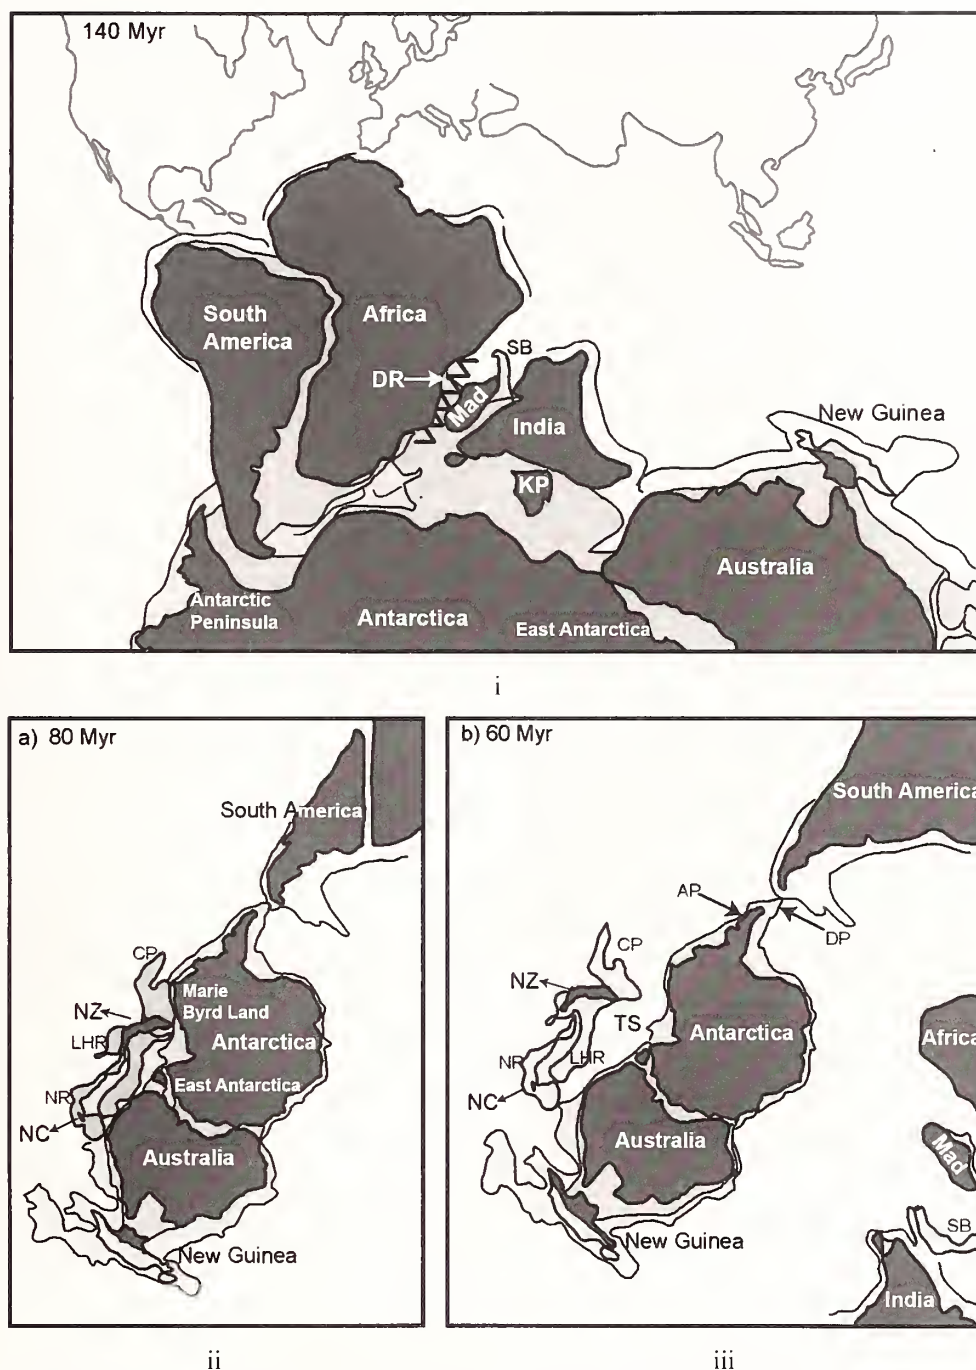 140 Myr
South
America
Africa
DR
SB
Mad
India
New Guinea
KP
Australia
Antarctic
Peninsula
Antarctica
East Antarctica
i
a) 80 Myr
South America
CP
NZ
Marie
Byrd Land
LHR
Antarctica
NR
East Antarctica
NC
Australia
New Guinea
ii
b) 60 Myr
South America
AP
DP
CP
NZ
TS
Antarctica
Africa
NR
LHR
NC
Australia
Mad
New Guinea
SB
India
iii